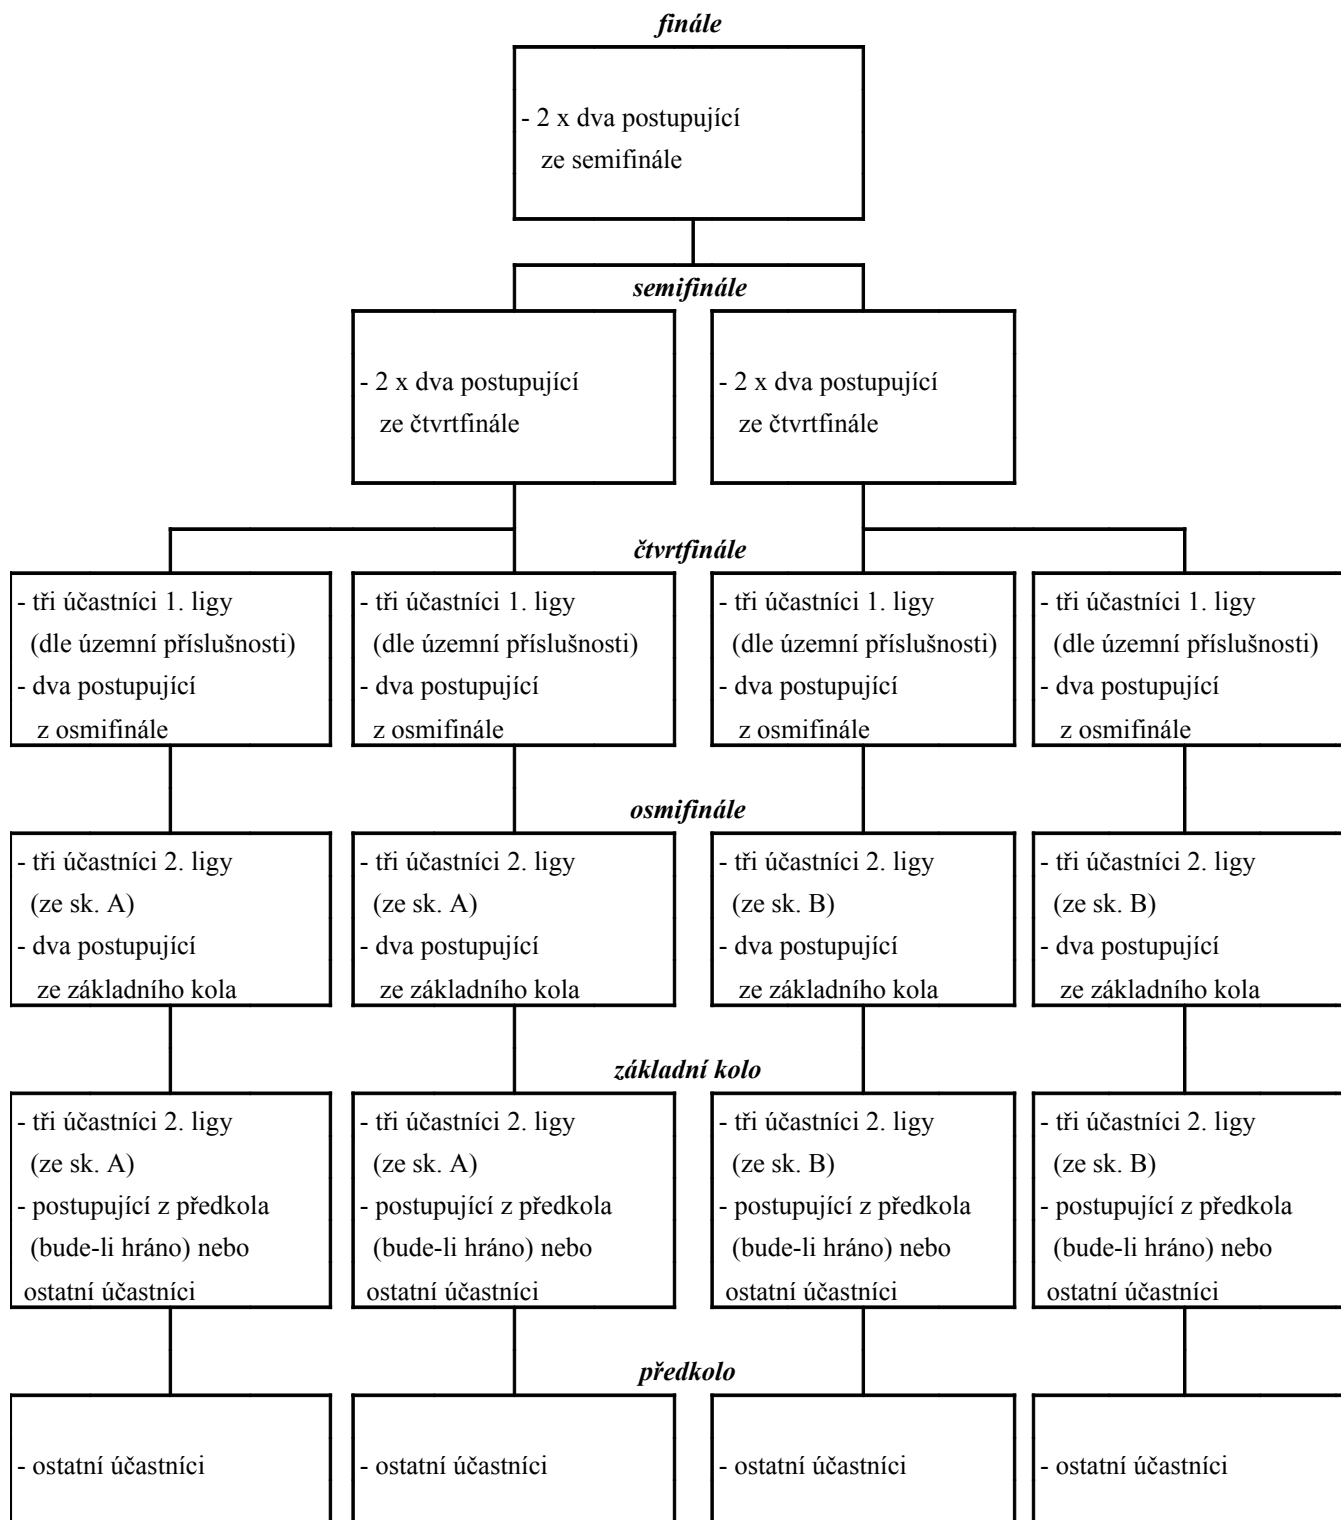 finále
- 2 x dva postupující
ze semifinále
semifinále
- 2 x dva postupující
ze čtvrtfinále
- 2 x dva postupující
ze čtvrtfinále
čtvrtfinále
- tři účastníci 1. ligy
(dle územní příslušnosti)
- dva postupující
z osmifinále
- tři účastníci 1. ligy
(dle územní příslušnosti)
- dva postupující
z osmifinále
- tři účastníci 1. ligy
(dle územní příslušnosti)
- dva postupující
z osmifinále
- tři účastníci 1. ligy
(dle územní příslušnosti)
- dva postupující
z osmifinále
osmifinále
- tři účastníci 2. ligy
(ze sk. A)
- dva postupující
ze základního kola
- tři účastníci 2. ligy
(ze sk. A)
- dva postupující
ze základního kola
- tři účastníci 2. ligy
(ze sk. B)
- dva postupující
ze základního kola
- tři účastníci 2. ligy
(ze sk. B)
- dva postupující
ze základního kola
základní kolo
- tři účastníci 2. ligy
(ze sk. A)
- postupující z předkola
(bude-li hráno) nebo
ostatní účastníci
- tři účastníci 2. ligy
(ze sk. A)
- postupující z předkola
(bude-li hráno) nebo
ostatní účastníci
- tři účastníci 2. ligy
(ze sk. B)
- postupující z předkola
(bude-li hráno) nebo
ostatní účastníci
- tři účastníci 2. ligy
(ze sk. B)
- postupující z předkola
(bude-li hráno) nebo
ostatní účastníci
předkolo
- ostatní účastníci
- ostatní účastníci
- ostatní účastníci
- ostatní účastníci